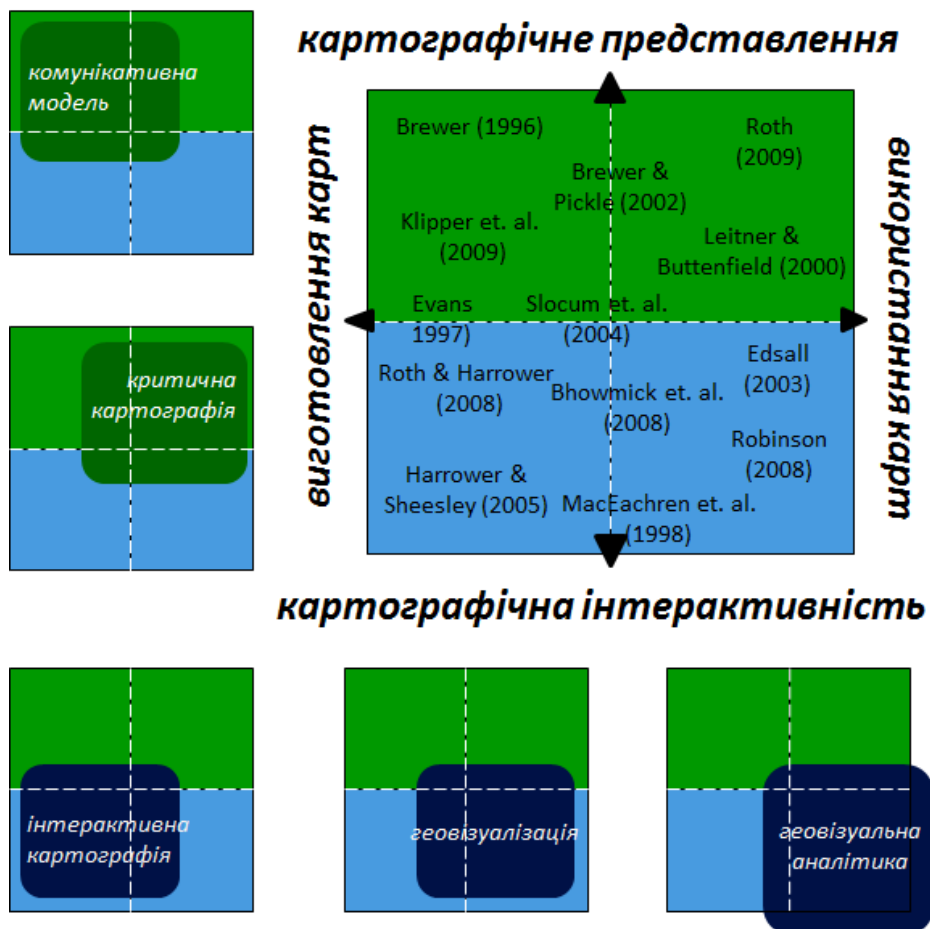 картографічне представлення
комунікативна
модель
виготовлення карт
використання карт
Brewer (1996)
Roth
(2009)
Brewer &
Pickle (2002)
Klipper et. al.
(2009)
Leitner &
Buttenfield (2000)
Evans
1997)
Slocum et. al.
(2004)
Edsall
(2003)
Roth & Harrower
(2008)
Bhowmick et. al.
(2008)
Robinson
(2008)
Harrower &
Sheesley (2005)
MacEachren et. al.
(1998)
критична
картографія
картографічна інтерактивність
інтерактивна
картографія
геовізуалізація
геовізуальна
аналітика